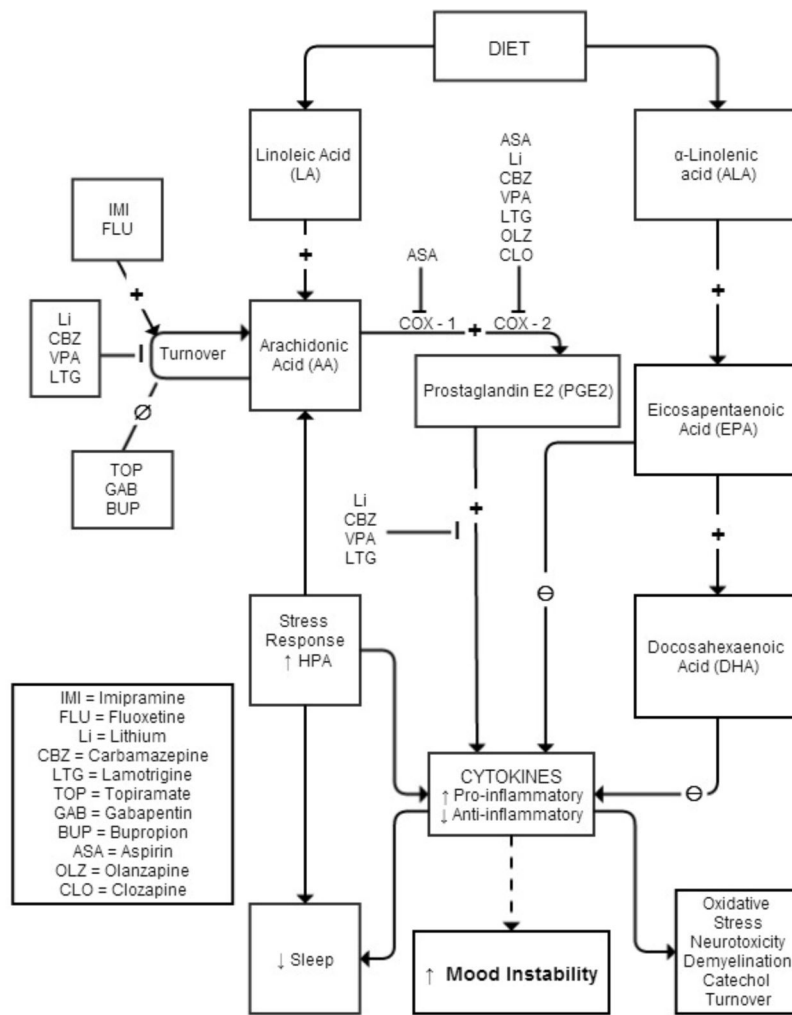 DIET
Linoleic Acid
(LA)
α-Linolenic
acid (ALA)
ASA
Li
CBZ
VPA
LTG
OLZ
CLO
IMI
FLU
+
+
ASA
+
+
Li
CBZ
VPA
LTG
Turnover
Arachidonic
Acid (AA)
COX - 1
+
COX - 2
Prostaglandin E2 (PGE2)
Eicosapentaenoic
Acid (EPA)
TOP
GAB
BUP
Li
CBZ
VPA
LTG
+
+
Stress
Response
↑ HPA
Docosahexaenoic
Acid (DHA)
IMI = Imipramine
FLU = Fluoxetine
Li = Lithium
CBZ = Carbamazepine
LTG = Lamotrigine
TOP = Topiramate
GAB = Gabapentin
BUP = Bupropion
ASA = Aspirin
OLZ = Olanzapine
CLO = Clozapine
CYTOKINES
↑ Pro-inflammatory
↓ Anti-inflammatory
↓ Sleep
↑ Mood Instability
Oxidative
Stress
Neurotoxicity
Demyelination
Catechol
Turnover